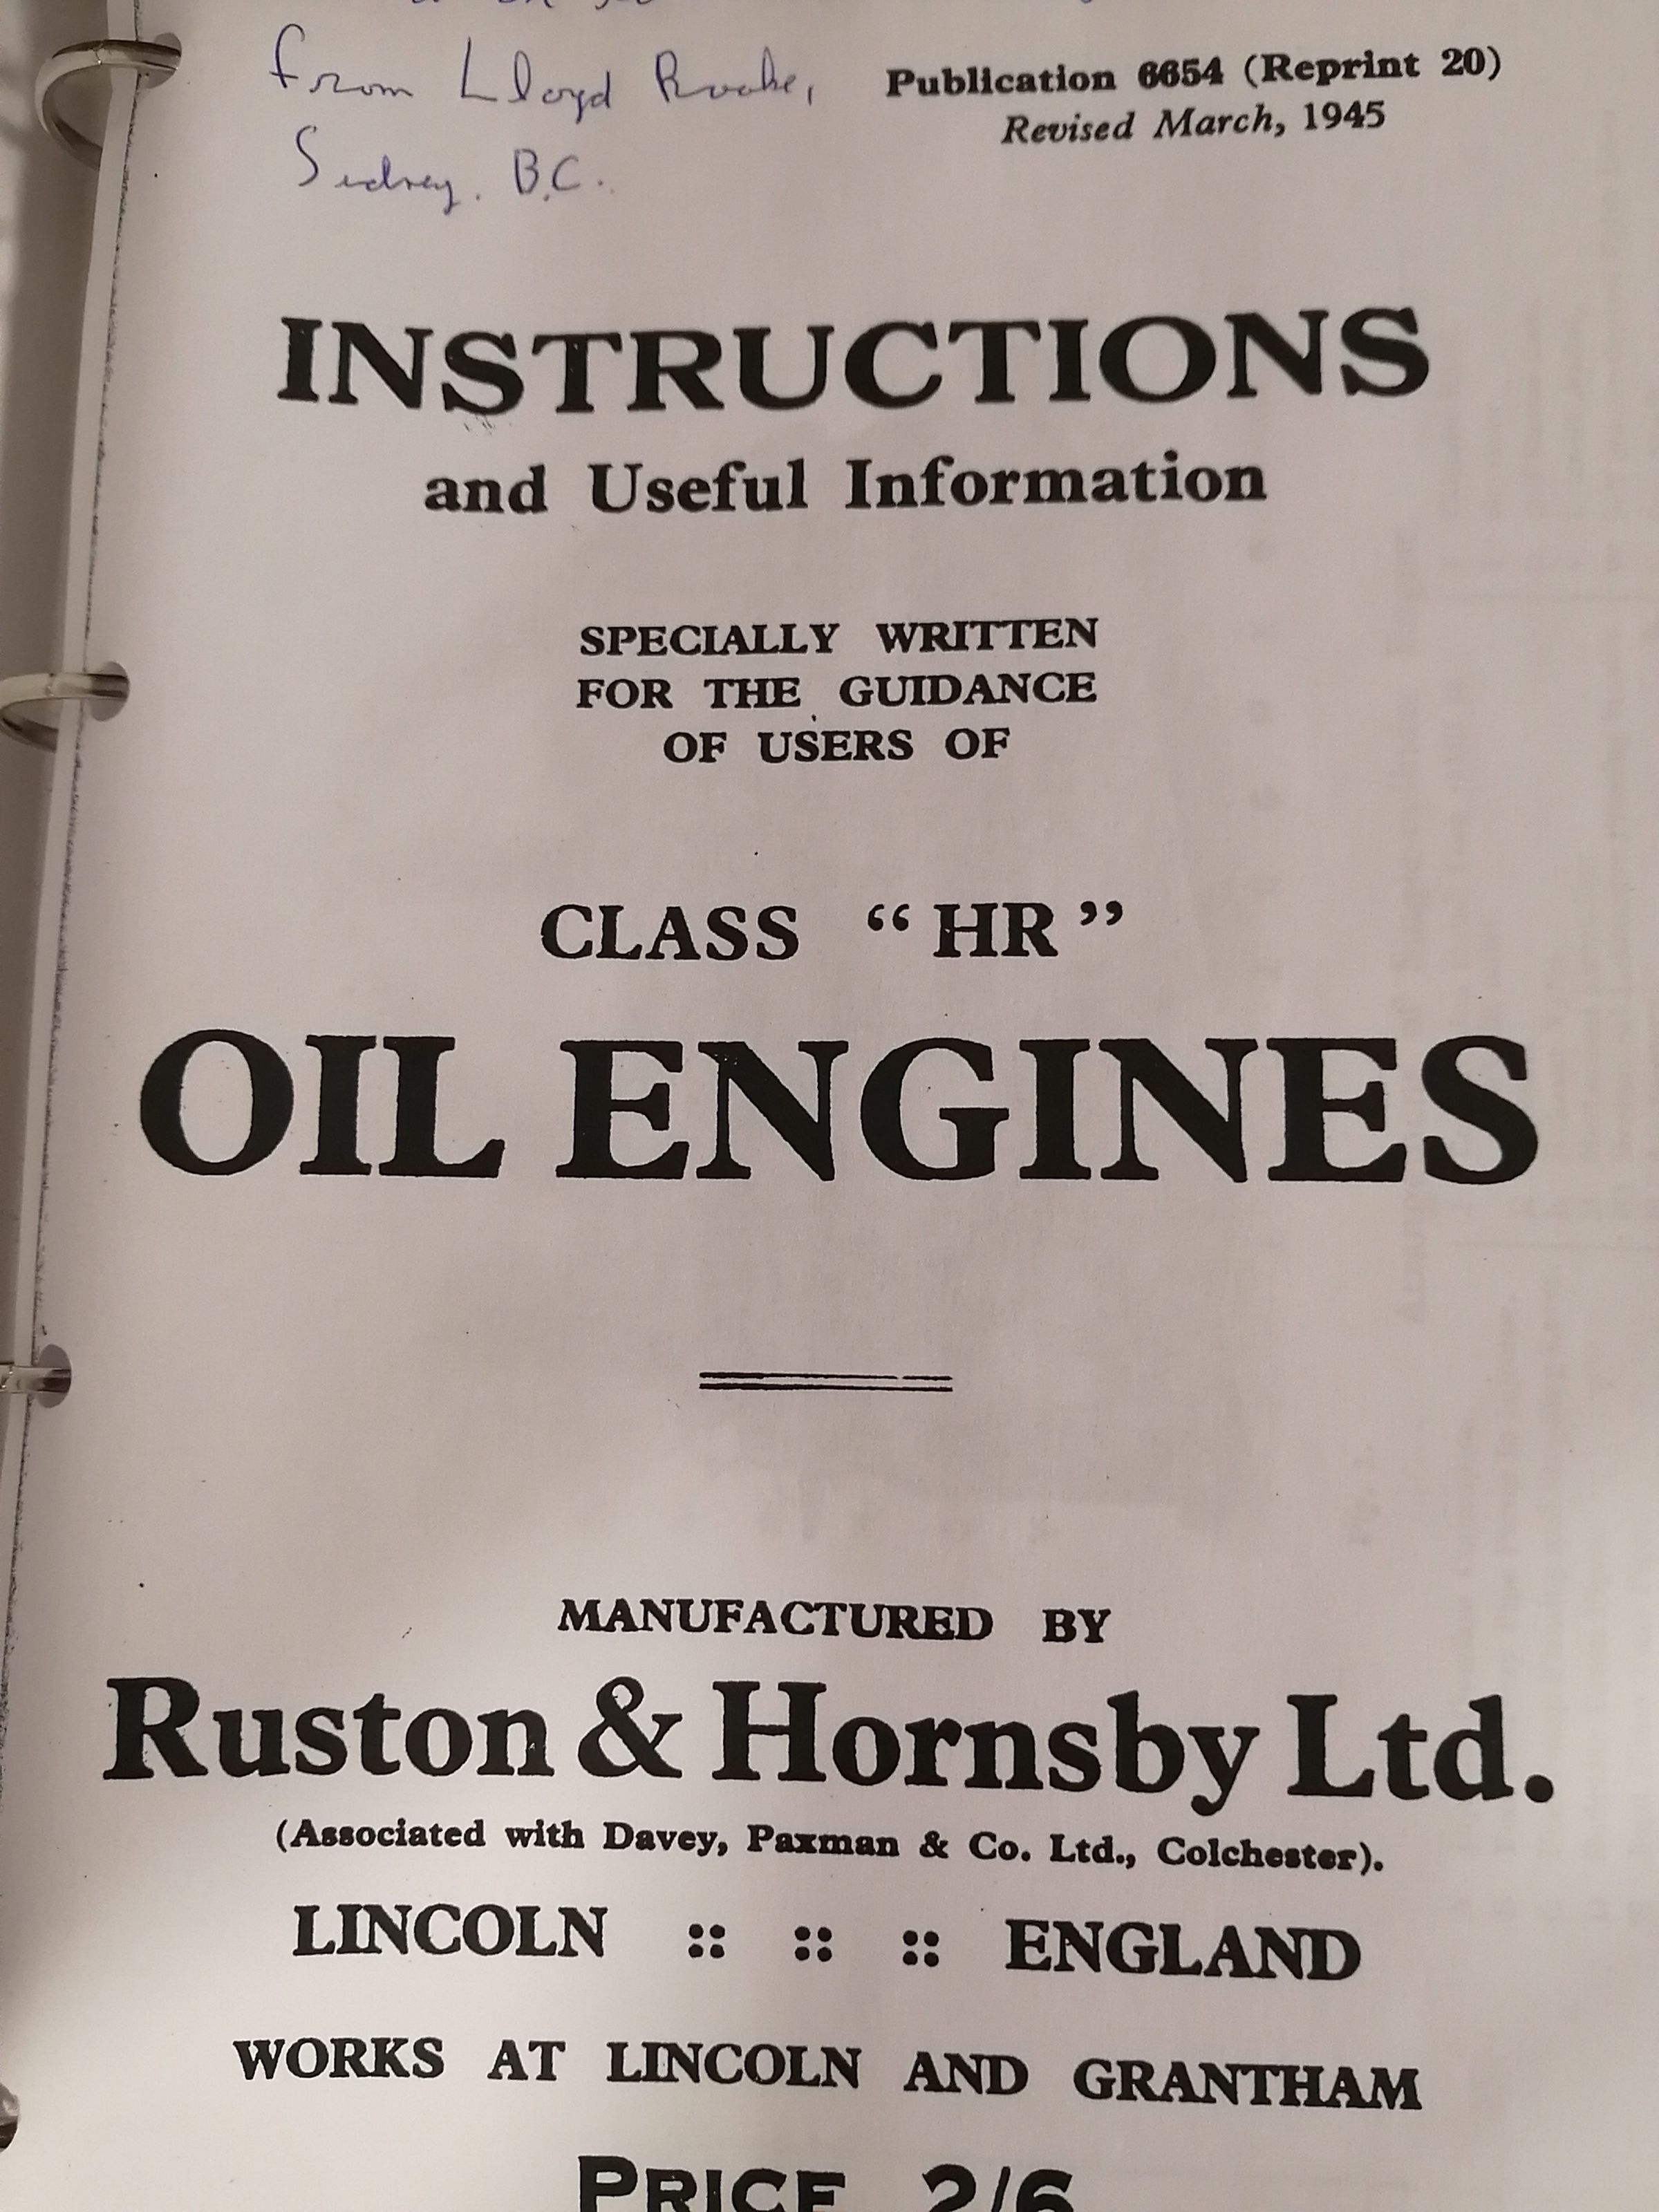 from Lloyd Rooke,
Sidney. B.C.
Publication 6654 (Reprint 20)
Revised March, 1945
INSTRUCTIONS
and Useful Information
SPECIALLY WRITTEN
FOR THE GUIDANCE
OF USERS OF
CLASS “HR”
OIL ENGINES
MANUFACTURED BY
Ruston & Hornsby Ltd.
(Associated with Davey, Paxman & Co. Ltd., Colchester).
LINCOLN :: :: :: ENGLAND
WORKS AT LINCOLN AND GRANTHAM
PRICE 2/6